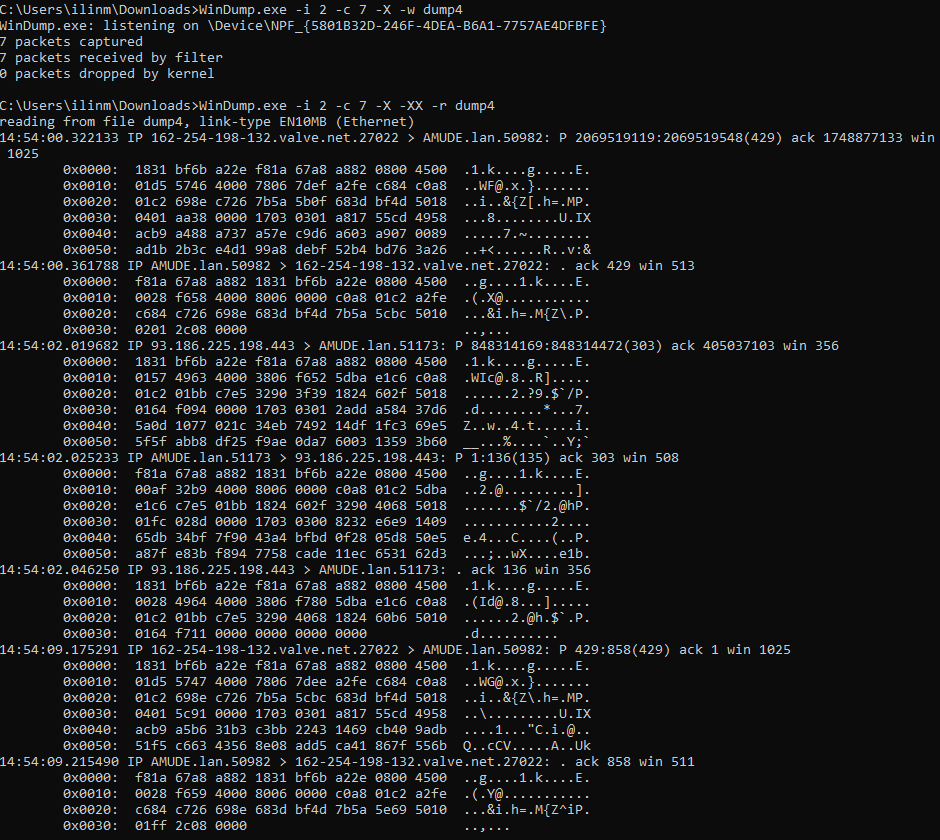 C:\Users\ilinm\Downloads>WinDump.exe -i 2 -c 7 -X -w dump4
WinDump.exe: listening on \Device\NPF_{5801B32D-246F-4DEA-B6A1-7757AE4DFBFE}
7 packets captured
7 packets received by filter
0 packets dropped by kernel
C:\Users\ilinm\Downloads>WinDump.exe -i 2 -c 7 -X -XX -r dump4
reading from file dump4, link-type EN10MB (Ethernet)
14:54:00.322133 IP 162-254-198-132.valve.net.27022 > AMUDE.lan.50982: P 2069519119:2069519548(429) ack 1748877133 win
1025
0x0000: 1831 bf6b a22e f81a 67a8 a882 0800 4500 .1.k....g.....E.
0x0010: 01d5 5746 4000 7806 7def a2fe c684 c0a8 ..WF@.x.}.......
0x0020: 01c2 698e c726 7b5a 5b0f 683d bf4d 5018 ..i..&{Z[.h=.MP.
0x0030: 0401 aa38 0000 1703 0301 a817 55cd 4958 ...8........U.IX
0x0040: acb9 a488 a737 a57e c9d6 a603 a907 0089 .....7.~........
0x0050: ad1b 2b3c e4d1 99a8 debf 52b4 bd76 3a26 ..+<......R..v:&
14:54:00.361788 IP AMUDE.lan.50982 > 162-254-198-132.valve.net.27022: . ack 429 win 513
0x0000: f81a 67a8 a882 1831 bf6b a22e 0800 4500 ..g....1.k....E.
0x0010: 0028 f658 4000 8006 0000 c0a8 01c2 a2fe .(.X@...........
0x0020: c684 c726 698e 683d bf4d 7b5a 5cbc 5010 ...&i.h=.M{Z\.P.
0x0030: 0201 2c08 0000 ..,...
14:54:02.019682 IP 93.186.225.198.443 > AMUDE.lan.51173: P 848314169:848314472(303) ack 405037103 win 356
0x0000: 1831 bf6b a22e f81a 67a8 a882 0800 4500 .1.k....g.....E.
0x0010: 0157 4963 4000 3806 f652 5dba e1c6 c0a8 .WIc@.8..R].....
0x0020: 01c2 01bb c7e5 3290 3f39 1824 602f 5018 ......2.?9.$`/P.
0x0030: 0164 f094 0000 1703 0301 2add a584 37d6 .d........*...7.
0x0040: 5a0d 1077 021c 34eb 7492 14df 1fc3 69e5 Z..w..4.t.....i.
0x0050: 5f5f abb8 df25 f9ae 0da7 6003 1359 3b60 __...%....`..Y;`
14:54:02.025233 IP AMUDE.lan.51173 > 93.186.225.198.443: P 1:136(135) ack 303 win 508
0x0000: f81a 67a8 a882 1831 bf6b a22e 0800 4500 ..g....1.k....E.
0x0010: 00af 32b9 4000 8006 0000 c0a8 01c2 5dba ..2.@.........].
0x0020: e1c6 c7e5 01bb 1824 602f 3290 4068 5018 .......$`/2.@hP.
0x0030: 01fc 028d 0000 1703 0300 8232 e6e9 1409 ...........2....
0x0040: 65db 34bf 7f90 43a4 bfbd 0f28 05d8 50e5 e.4...C....(..P.
0x0050: a87f e83b f894 7758 cade 11ec 6531 62d3 ...;..wX....e1b.
14:54:02.046250 IP 93.186.225.198.443 > AMUDE.lan.51173: . ack 136 win 356
0x0000: 1831 bf6b a22e f81a 67a8 a882 0800 4500 .1.k....g.....E.
0x0010: 0028 4964 4000 3806 f780 5dba e1c6 c0a8 .(Id@.8...].....
0x0020: 01c2 01bb c7e5 3290 4068 1824 60b6 5010 ......2.@h.$`.P.
0x0030: 0164 f711 0000 0000 0000 0000 .d..........
14:54:09.175291 IP 162-254-198-132.valve.net.27022 > AMUDE.lan.50982: P 429:858(429) ack 1 win 1025
0x0000: 1831 bf6b a22e f81a 67a8 a882 0800 4500 .1.k....g.....E.
0x0010: 01d5 5747 4000 7806 7dee a2fe c684 c0a8 ..WG@.x.}.......
0x0020: 01c2 698e c726 7b5a 5cbc 683d bf4d 5018 ..i..&{Z\.h=.MP.
0x0030: 0401 5c91 0000 1703 0301 a817 55cd 4958 ..\.........U.IX
0x0040: acb9 a5b6 31b3 c3bb 2243 1469 cb40 9adb ....1..."C.i.@..
0x0050: 51f5 c663 4356 8e08 add5 ca41 867f 556b Q..cCV.....A..Uk
14:54:09.215490 IP AMUDE.lan.50982 > 162-254-198-132.valve.net.27022: . ack 858 win 511
0x0000: f81a 67a8 a882 1831 bf6b a22e 0800 4500 ..g....1.k....E.
0x0010: 0028 f659 4000 8006 0000 c0a8 01c2 a2fe .(.Y@...........
0x0020: c684 c726 698e 683d bf4d 7b5a 5e69 5010 ...&i.h=.M{Z^iP.
0x0030: 01ff 2c08 0000 ..,...